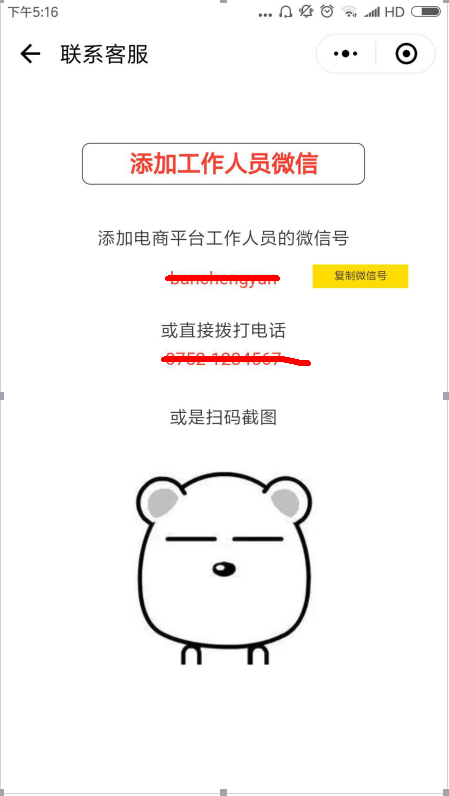 下午5:16 HD
联系客服
添加工作人员微信
添加电商平台工作人员的微信号
复制微信号
或直接拨打电话
或是扫码截图